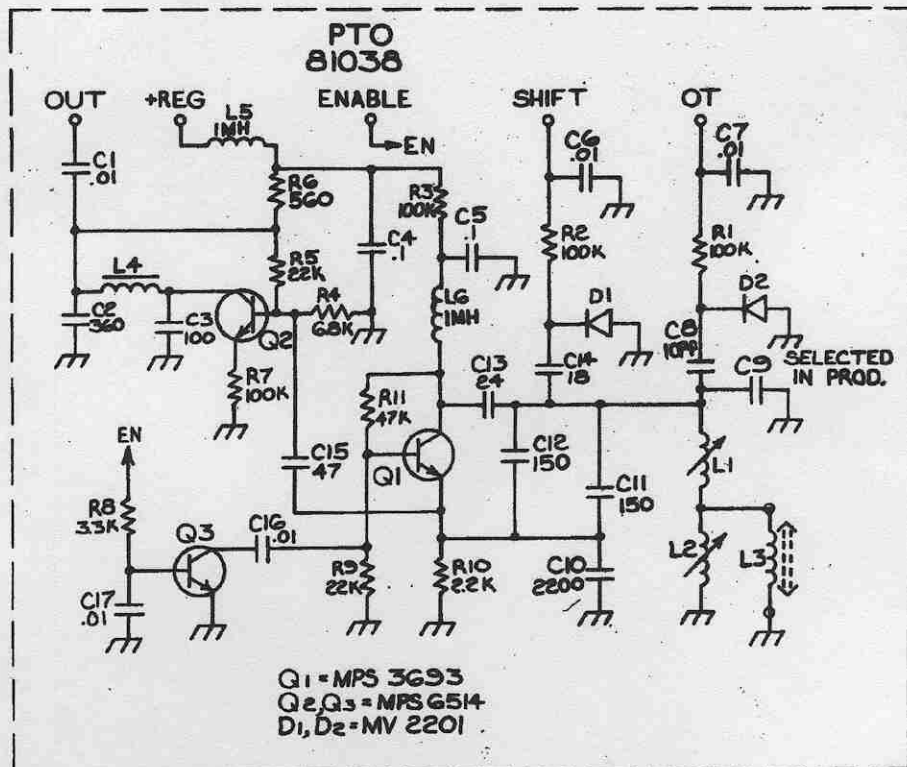 PTO
81038
OUT
+REG
ENABLE
SHIFT
OT
L5
1MH
EN
C6
.01
C7
.01
C1
.01
R6
560
R3
100K
C5
.1
R2
100K
R1
100K
C4
.1
R5
22K
L4
R4
68K
L6
1MH
D1
D2
C2
360
C3
100
Q2
C8
10PF
C13
24
C14
18
C9
SELECTED
IN PROD.
R7
100K
R11
47K
EN
C15
47
Q1
C12
150
C11
150
L1
R8
3.3K
Q3
C16
.01
R9
22K
R10
2.2K
C10
2200
L2
L3
C17
.01
Q1 = MPS 3693
Q2,Q3 = MPS 6514
D1, D2 = MV 2201